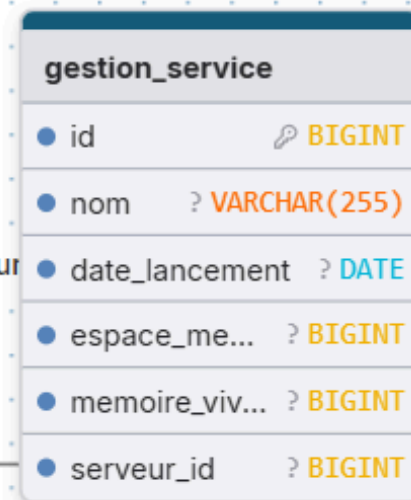 gestion_service
id BIGINT
nom ? VARCHAR(255)
date_lancement ? DATE
espace_me... ? BIGINT
memoire_viv... ? BIGINT
serveur_id ? BIGINT